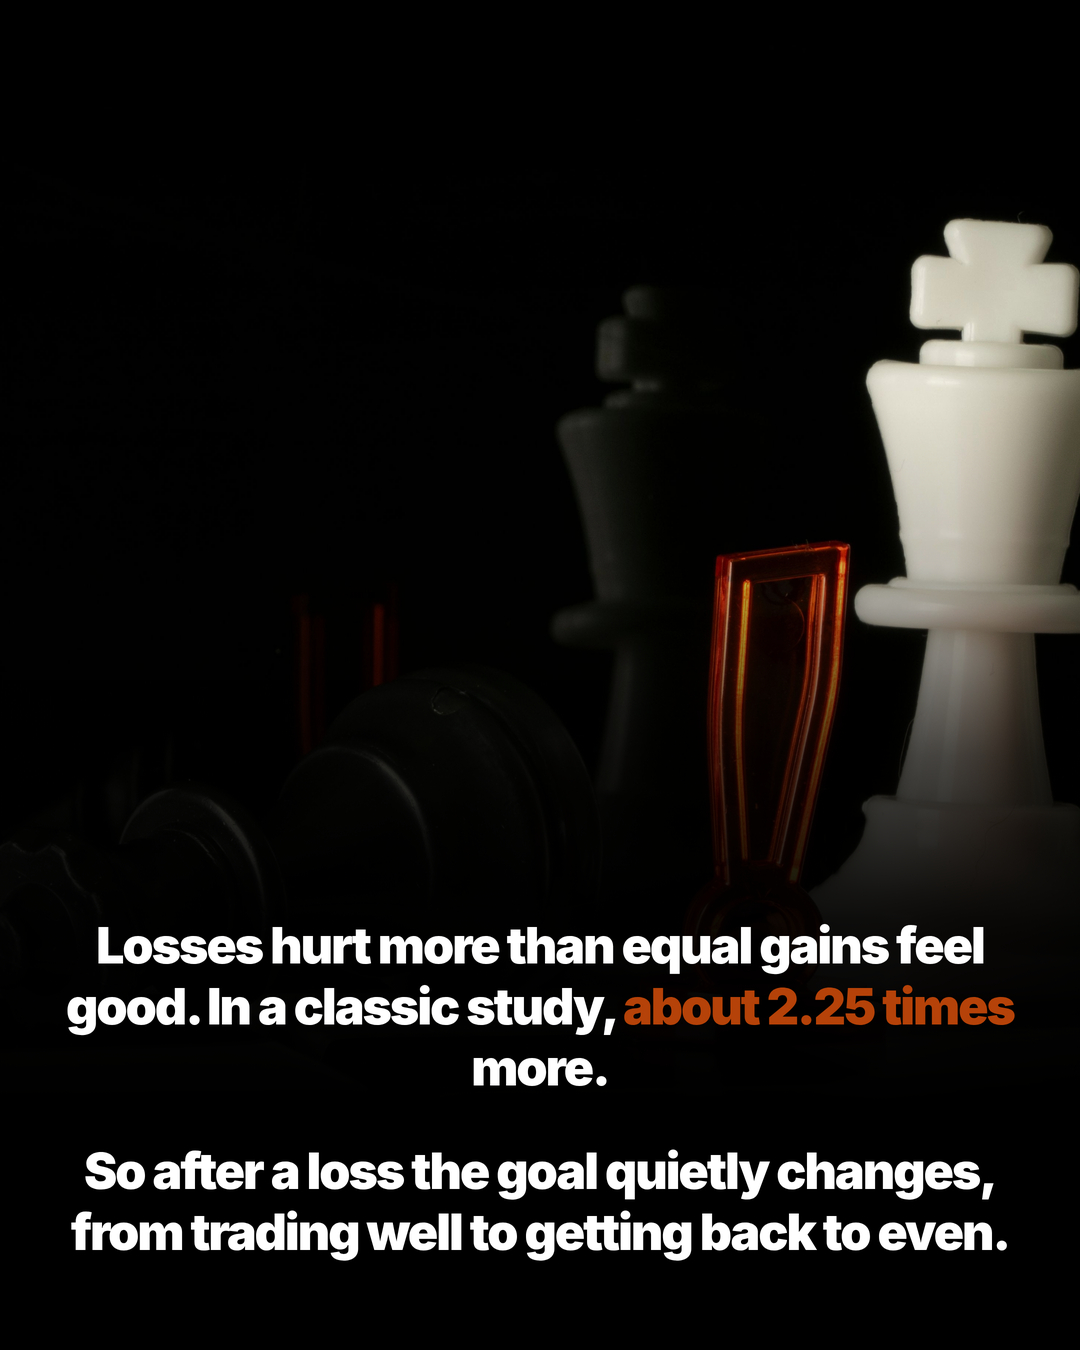 Losses hurt more than equal gains feel
good. In a classic study, about 2.25 times
more.
So after a loss the goal quietly changes,
from trading well to getting back to even.